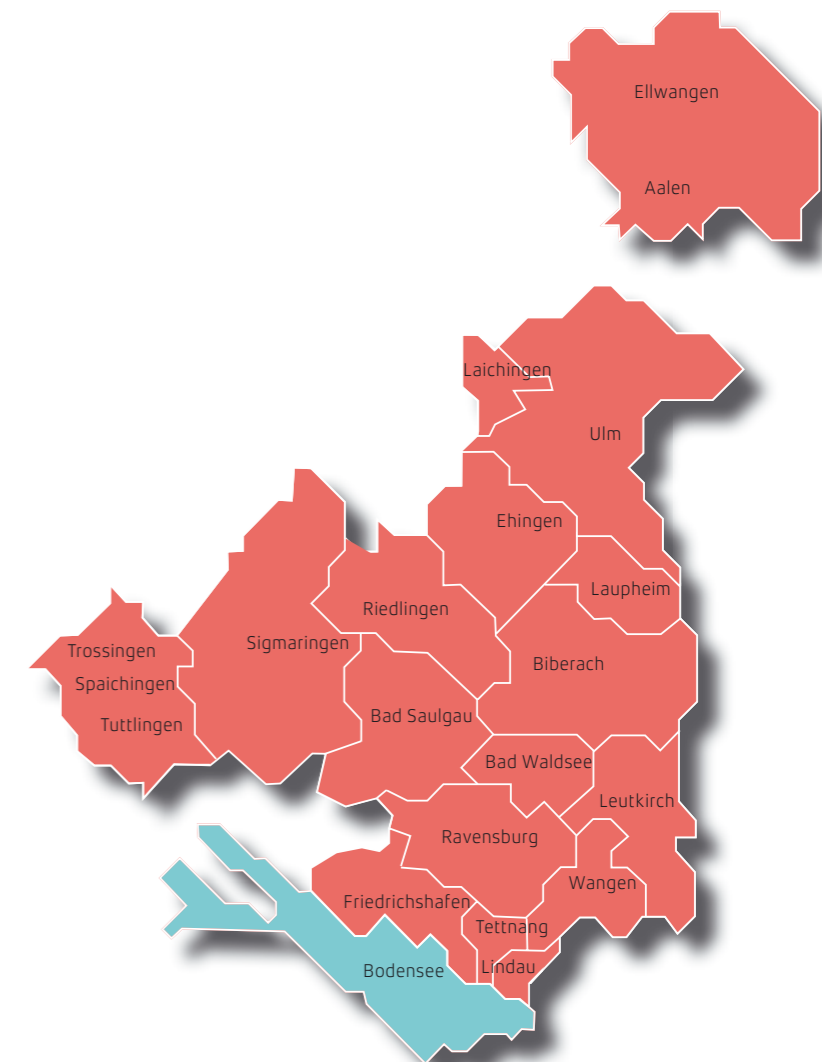 Ellwangen
Aalen
Laichingen
Ulm
Ehingen
Laupheim
Riedlingen
Sigmaringen
Trossingen
Biberach
Spaichingen
Bad Saulgau
Tuttlingen
Bad Waldsee
Leutkirch
Ravensburg
Wangen
Friedrichshafen
Tettnang
Lindau
Bodensee